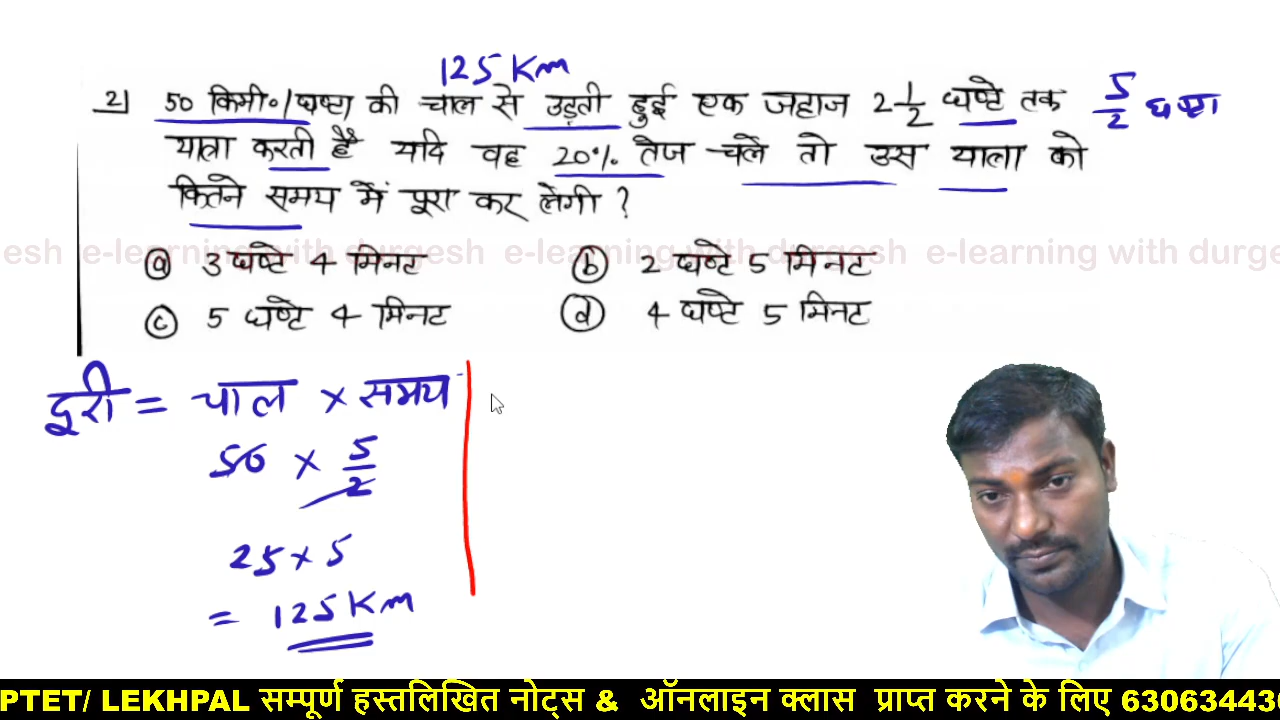 125 Km
2) 50 किमी०/घण्टा की चाल से उड़ती हुई एक जहाज 2 1/2 घण्टे तक 5/2 घण्टा
यात्रा करती है यदि वह 20% तेज चले तो उस यात्रा को
कितने समय में पूरा कर लेगी ?
esh e-learning with durgesh e-learning with durgesh e-learning with durge
(a) 3 घण्टे 4 मिनट (b) 2 घण्टे 5 मिनट
(c) 5 घण्टे 4 मिनट (d) 4 घण्टे 5 मिनट
दूरी = चाल × समय
50 × 5/2
25 × 5
= 125 Km
PTET/ LEKHPAL सम्पूर्ण हस्तलिखित नोट्स & ऑनलाइन क्लास प्राप्त करने के लिए 630634430